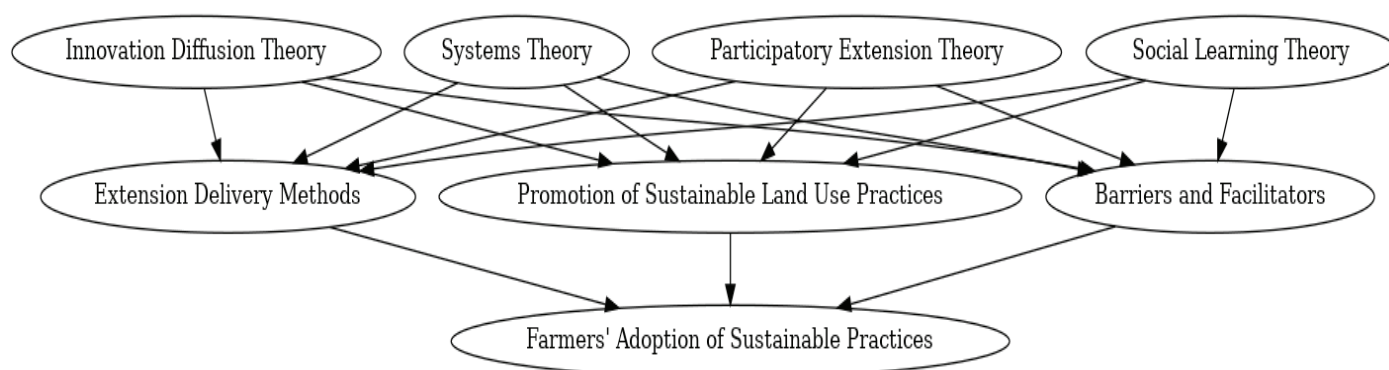 Innovation Diffusion Theory
Systems Theory
Participatory Extension Theory
Social Learning Theory
Extension Delivery Methods
Promotion of Sustainable Land Use Practices
Barriers and Facilitators
Farmers' Adoption of Sustainable Practices